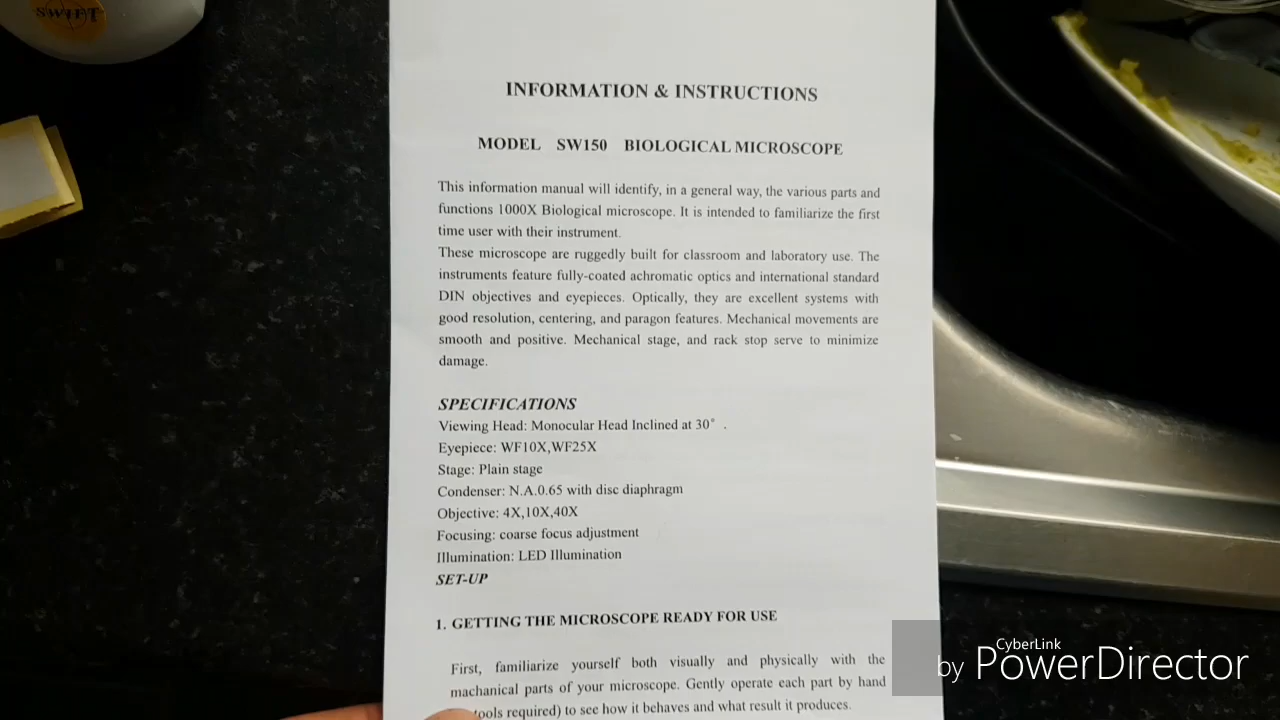 SWIFT
INFORMATION & INSTRUCTIONS
MODEL SW150 BIOLOGICAL MICROSCOPE
This information manual will identify, in a general way, the various parts and
functions 1000X Biological microscope. It is intended to familiarize the first
time user with their instrument.
These microscope are ruggedly built for classroom and laboratory use. The
instruments feature fully-coated achromatic optics and international standard
DIN objectives and eyepieces. Optically, they are excellent systems with
good resolution, centering, and paragon features. Mechanical movements are
smooth and positive. Mechanical stage, and rack stop serve to minimize
damage.
SPECIFICATIONS
Viewing Head: Monocular Head Inclined at 30° .
Eyepiece: WF10X,WF25X
Stage: Plain stage
Condenser: N.A.0.65 with disc diaphragm
Objective: 4X,10X,40X
Focusing: coarse focus adjustment
Illumination: LED Illumination
SET-UP
1. GETTING THE MICROSCOPE READY FOR USE
First, familiarize yourself both visually and physically with the
machanical parts of your microscope. Gently operate each part by hand
tools required) to see how it behaves and what result it produces.
CyberLink
by PowerDirector